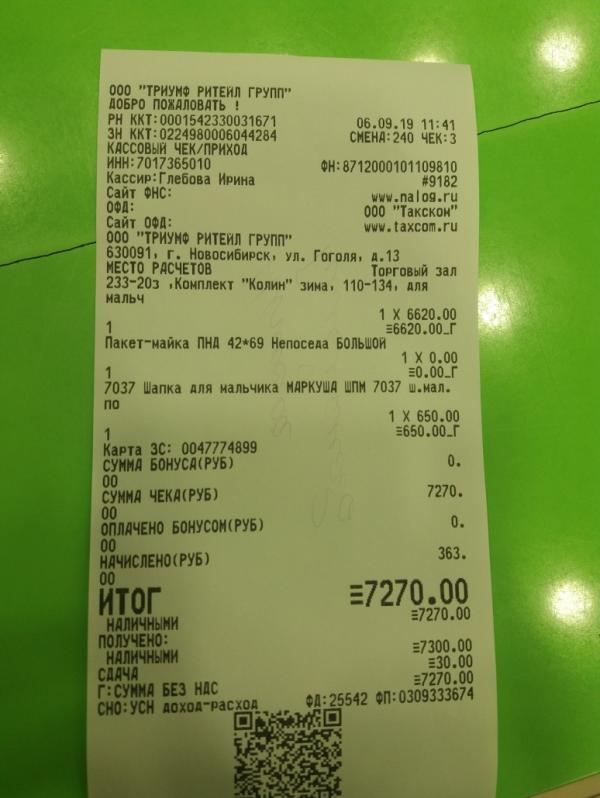 ООО "ТРИУМФ РИТЕЙЛ ГРУПП"
ДОБРО ПОЖАЛОВАТЬ !
РН ККТ:0001542330031671 06.09.19 11:41
ЗН ККТ:0224980006044284 СМЕНА:240 ЧЕК:3
КАССОВЫЙ ЧЕК/ПРИХОД
ИНН:7017365010 ФН:8712000101109810
Кассир:Глебова Ирина #9182
Сайт ФНС: www.nalog.ru
ОФД: ООО "Такском"
Сайт ОФД: www.taxcom.ru
ООО "ТРИУМФ РИТЕЙЛ ГРУПП"
630091, г. Новосибирск, ул. Гоголя, д.13
МЕСТО РАСЧЕТОВ Торговый зал
233-20з ,Комплект "Колин" зима, 110-134, для
мальч
1 X 6620.00
1 ≡6620.00_Г
Пакет-майка ПНД 42*69 Непоседа БОЛЬШОЙ
1 X 0.00
1 ≡0.00_Г
7037 Шапка для мальчика МАРКУША ШПМ 7037 ш.мал.
по
1 X 650.00
1 ≡650.00_Г
Карта ЗС: 0047774899
СУММА БОНУСА(РУБ) 0.
00
СУММА ЧЕКА(РУБ) 7270.
00
ОПЛАЧЕНО БОНУСОМ(РУБ) 0.
00
НАЧИСЛЕНО(РУБ) 363.
00
ИТОГ ≡7270.00
НАЛИЧНЫМИ ≡7270.00
ПОЛУЧЕНО:
НАЛИЧНЫМИ ≡7300.00
СДАЧА ≡30.00
Г:СУММА БЕЗ НДС ≡7270.00
СНО:УСН доход-расход ФД:25542 ФП:0309333674